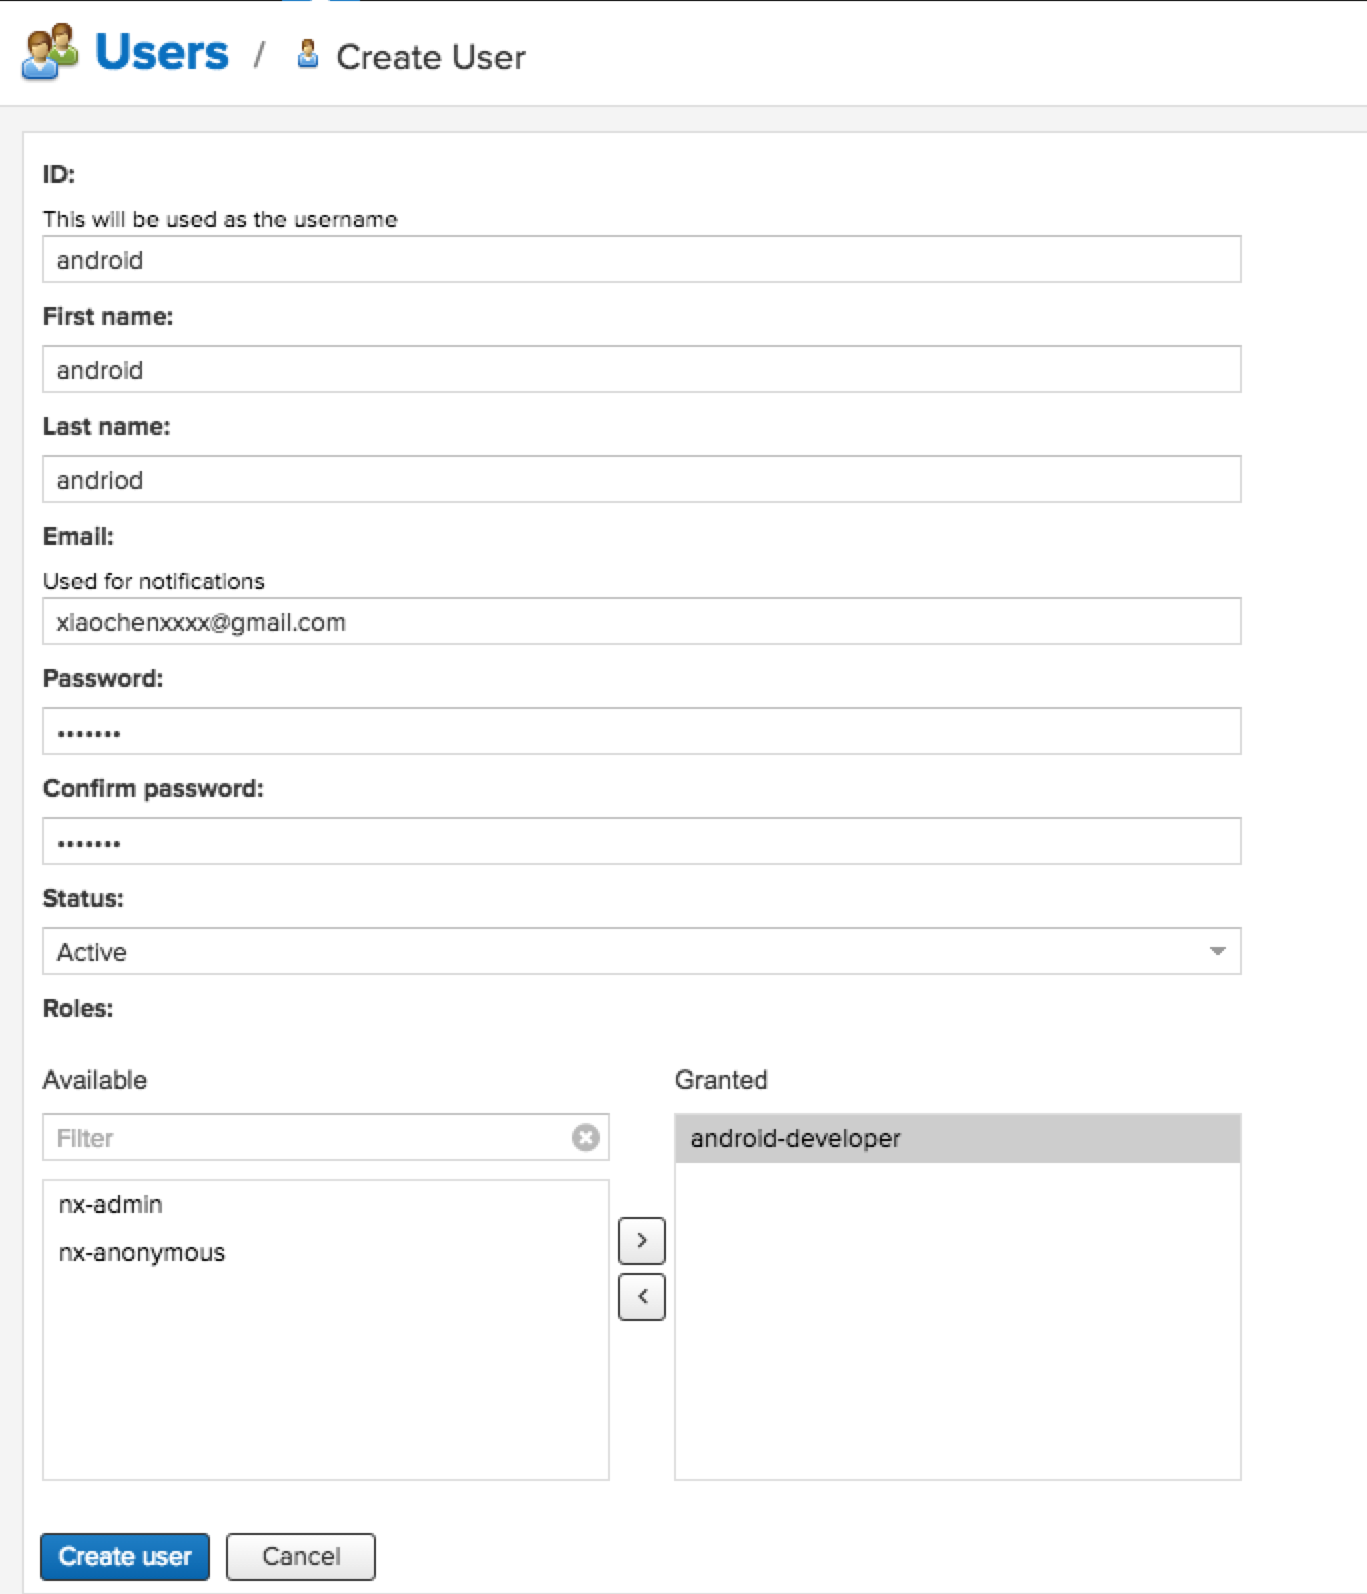 Users / Create User
ID:
This will be used as the username
android
First name:
android
Last name:
andriod
Email:
Used for notifications
xiaochenxxxx@gmail.com
Password:
•••••••
Confirm password:
•••••••
Status:
Active
Roles:
Available Granted
Filter android-developer
nx-admin
nx-anonymous
>
<
Create user Cancel